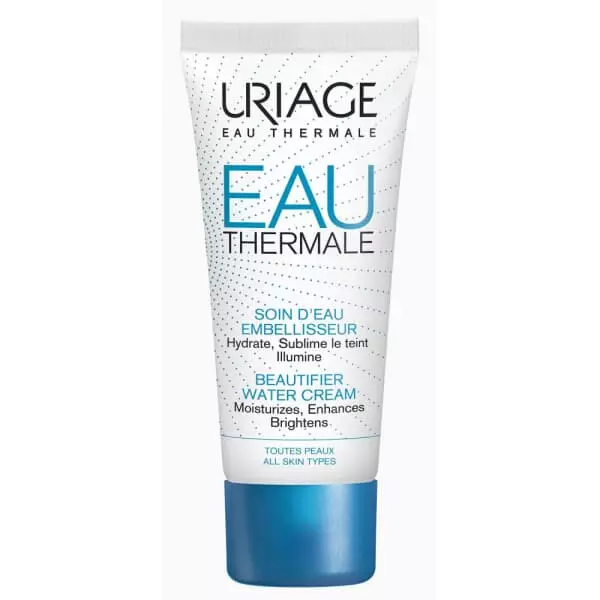 URIAGE
EAU THERMALE
EAU
THERMALE
SOIN D'EAU
EMBELLISSEUR
Hydrate, Sublime le teint
Illumine
BEAUTIFIER
WATER CREAM
Moisturizes, Enhances
Brightens
TOUTES PEAUX
ALL SKIN TYPES